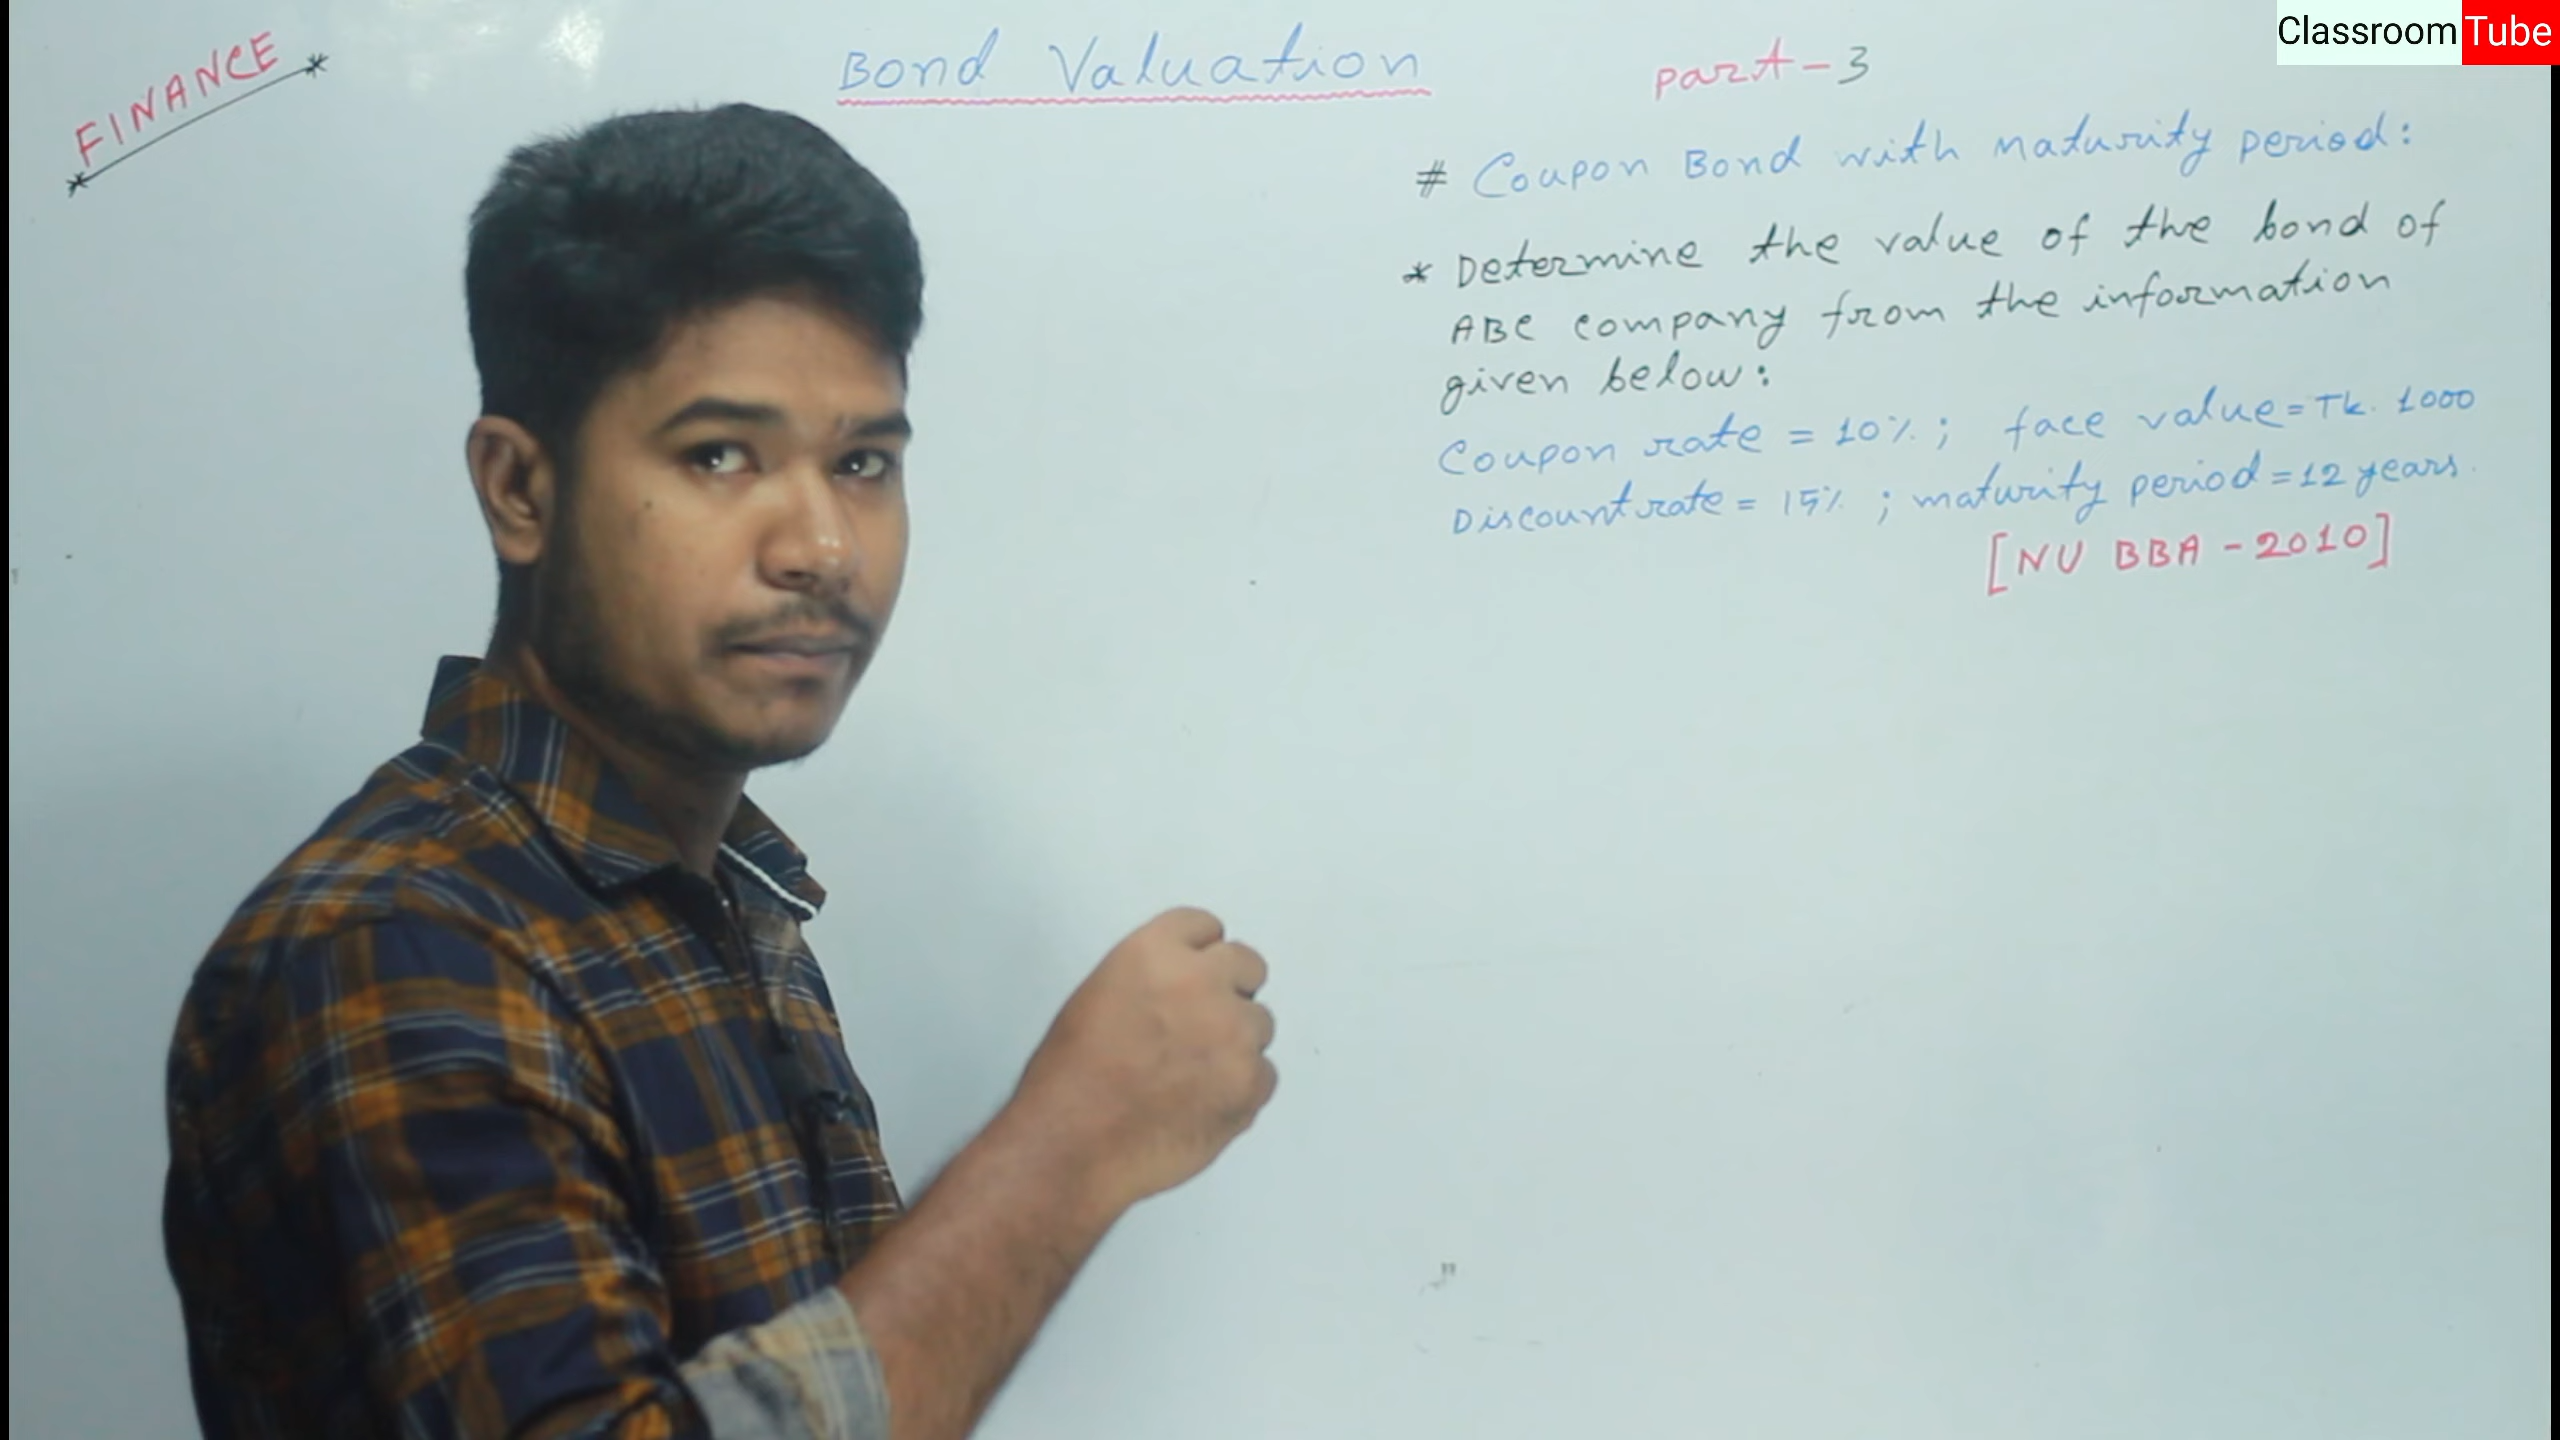 FINANCE
Bond Valuation
Part-3
ClassroomTube
# Coupon Bond with maturity period:
* Determine the value of the bond of
ABC company from the information
given below:
Coupon rate = 10%; face value=Tk. 1000
Discount rate = 15% ; maturity period=12 years.
[NU BBA-2010]